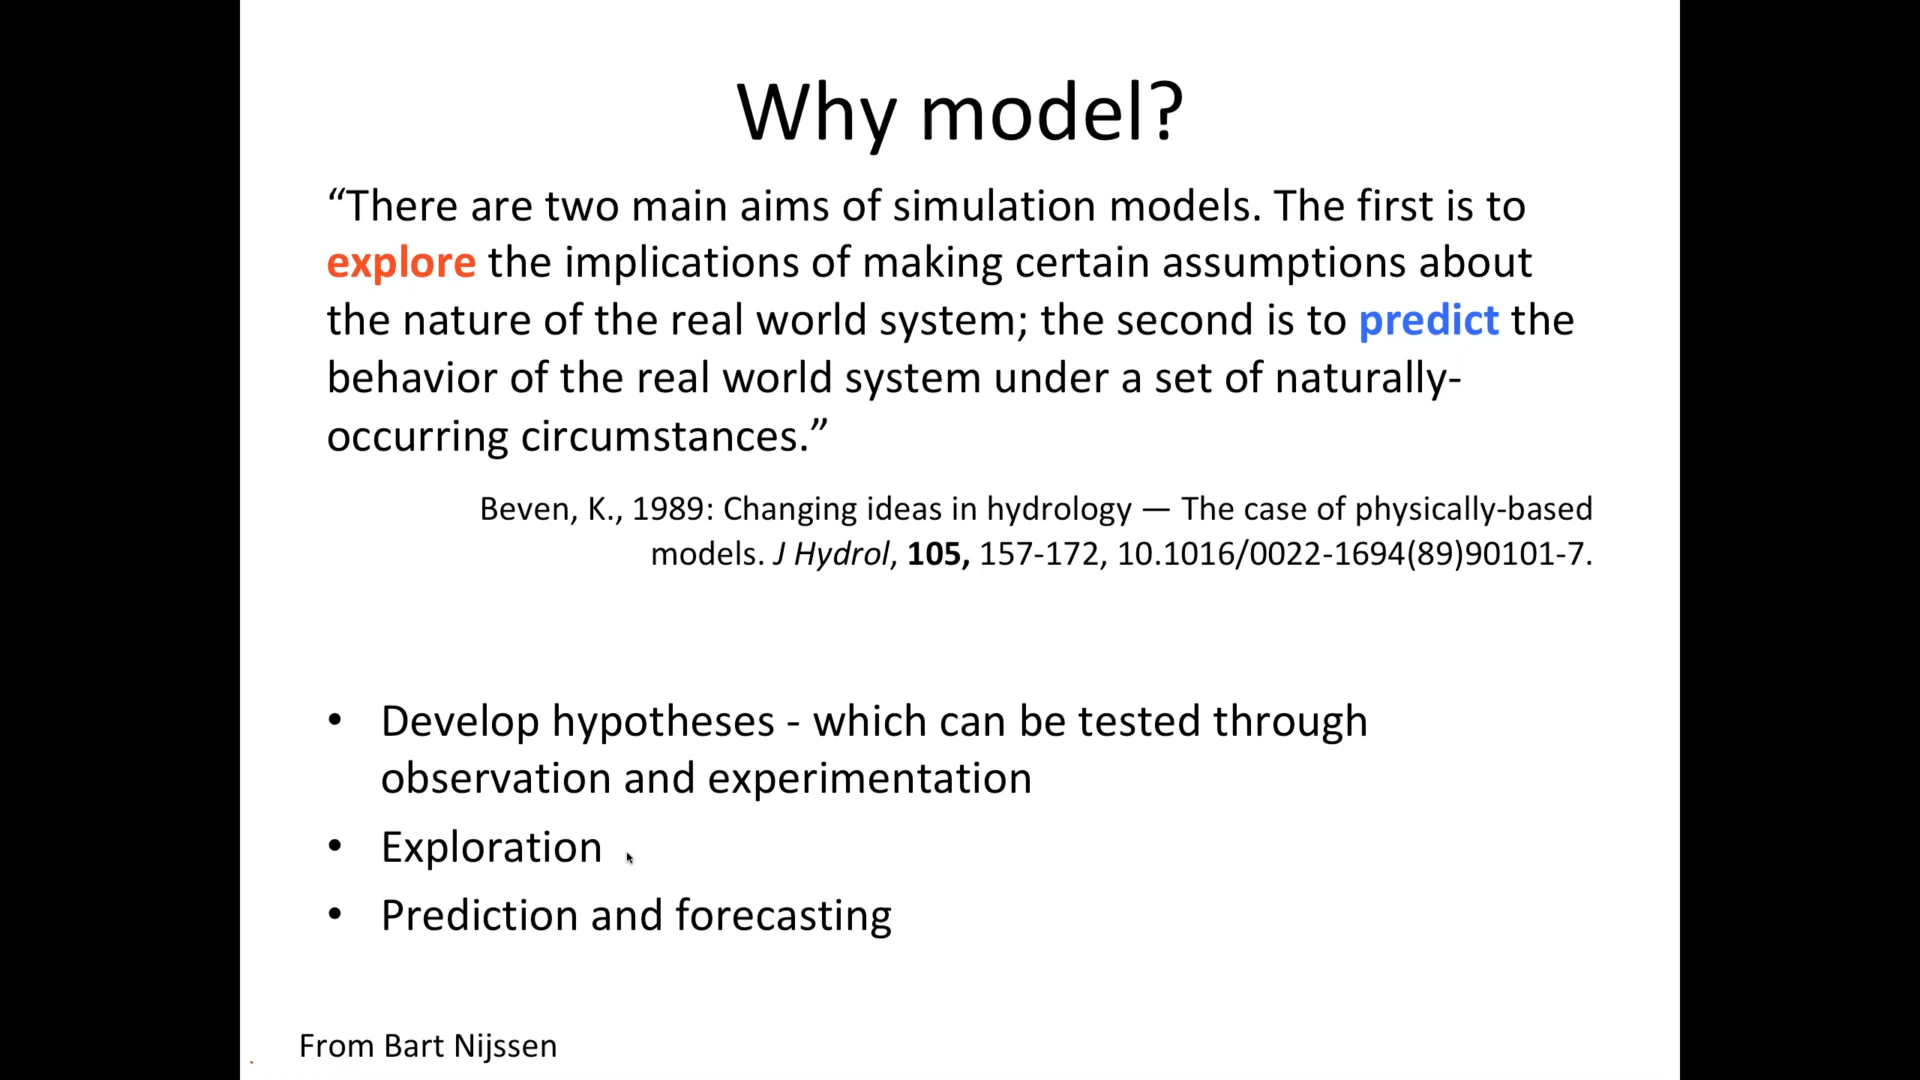 Why model?
“There are two main aims of simulation models. The first is to
explore the implications of making certain assumptions about
the nature of the real world system; the second is to predict the
behavior of the real world system under a set of naturally-
occurring circumstances.”
Beven, K., 1989: Changing ideas in hydrology — The case of physically-based
models. J Hydrol, 105, 157-172, 10.1016/0022-1694(89)90101-7.
• Develop hypotheses - which can be tested through
observation and experimentation
• Exploration
• Prediction and forecasting
From Bart Nijssen